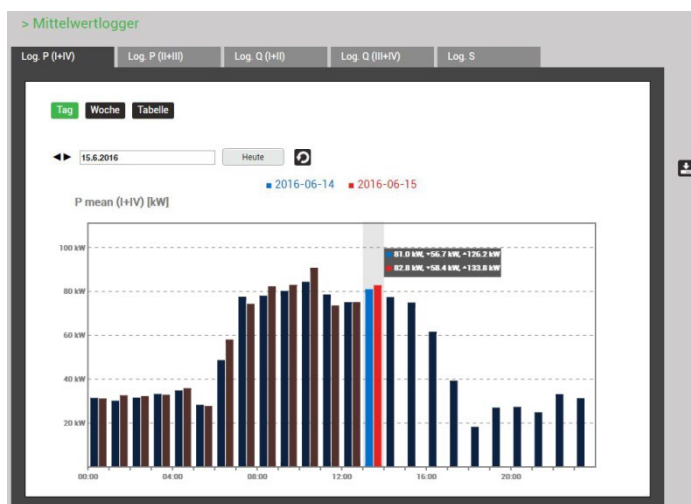 > Mittelwertlogger
Log. P (I+IV) Log. P (II+III) Log. Q (I+II) Log. Q (III+IV) Log. S
Tag Woche Tabelle
15.6.2016 Heute
2016-06-14 2016-06-15
P mean (I+IV) [kW]
100 kW
81.0 kW, 56.7 kW, 126.2 kW
82.8 kW, 58.4 kW, 133.8 kW
80 kW
60 kW
40 kW
20 kW
00:00 04:00 08:00 12:00 16:00 20:00